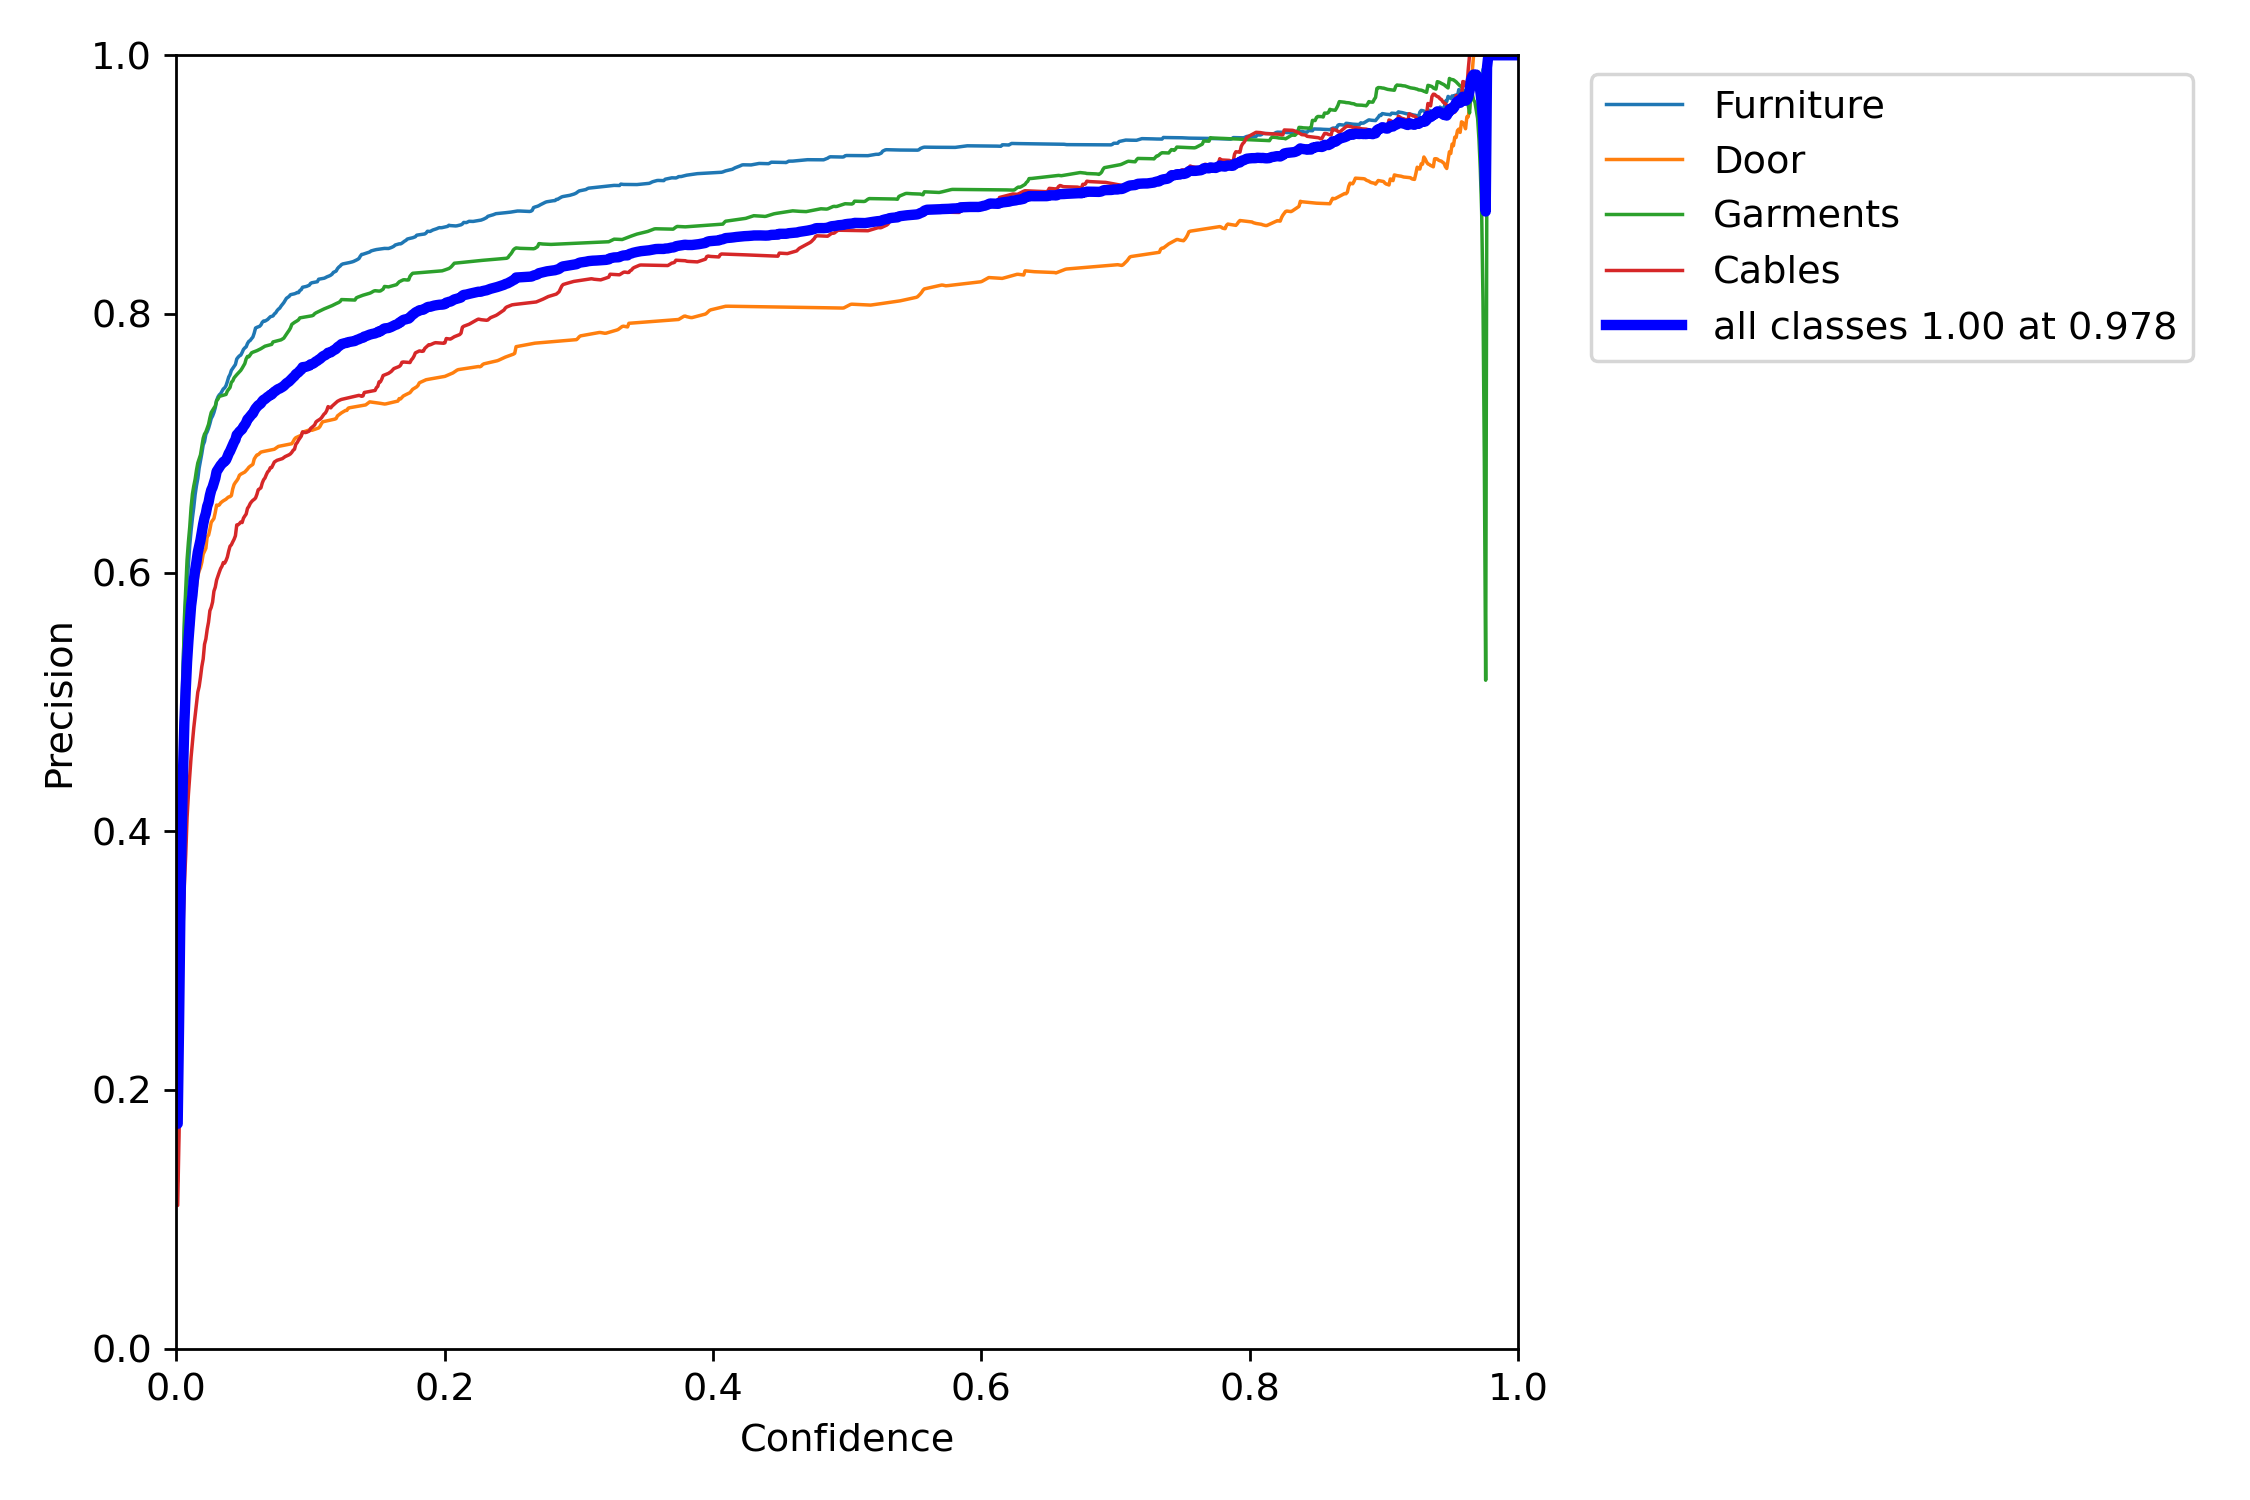 1.0
0.8
0.6
0.4
0.2
0.0
Precision
0.0 0.2 0.4 0.6 0.8 1.0
Confidence
Furniture
Door
Garments
Cables
all classes 1.00 at 0.978